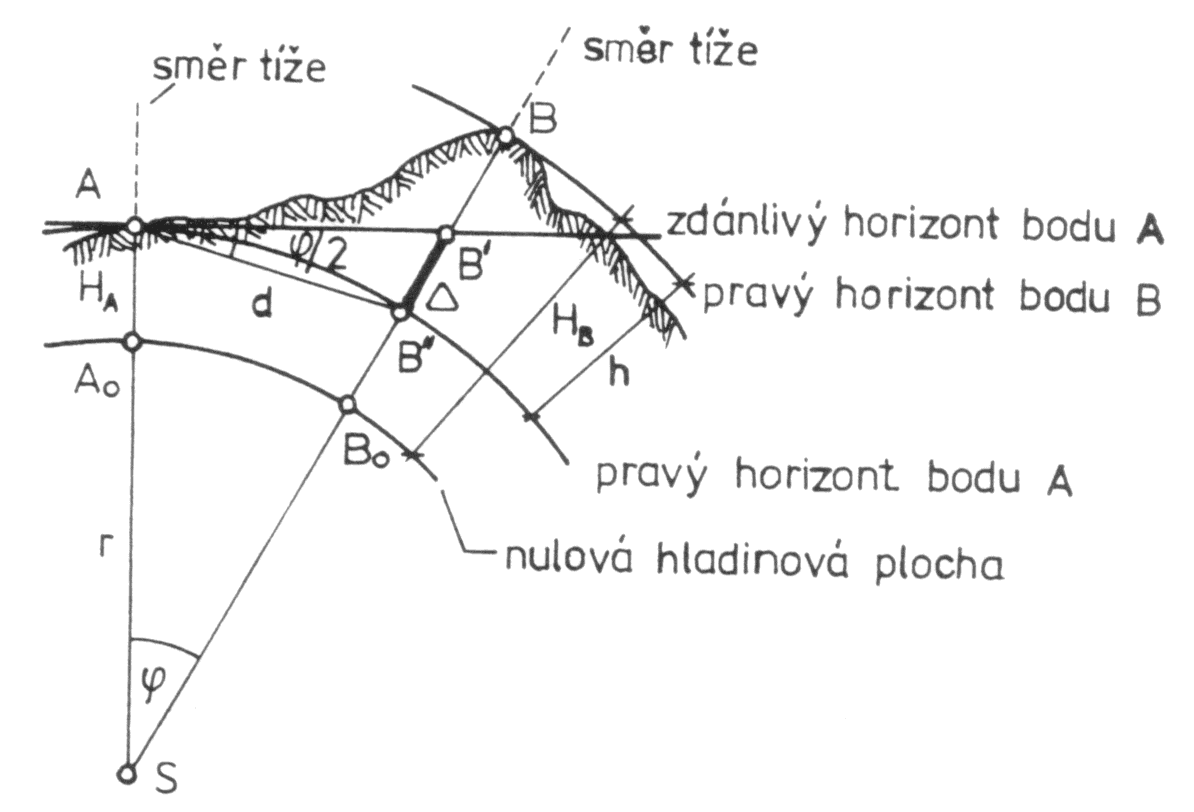 směr tíže
směr tíže
B
A
zdánlivý horizont bodu A
φ/2
B'
H_A
d
Δ
pravý horizont bodu B
H_B
B"
h
A₀
B₀
pravý horizont bodu A
r
nulová hladinová plocha
φ
S